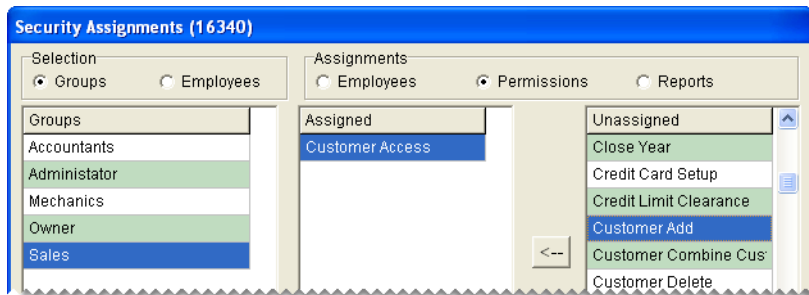 Security Assignments (16340)
Selection
Groups Employees
Assignments
Employees Permissions Reports
Groups
Accountants
Administator
Mechanics
Owner
Sales
Assigned
Customer Access
<--
Unassigned
Close Year
Credit Card Setup
Credit Limit Clearance
Customer Add
Customer Combine Cus
Customer Delete